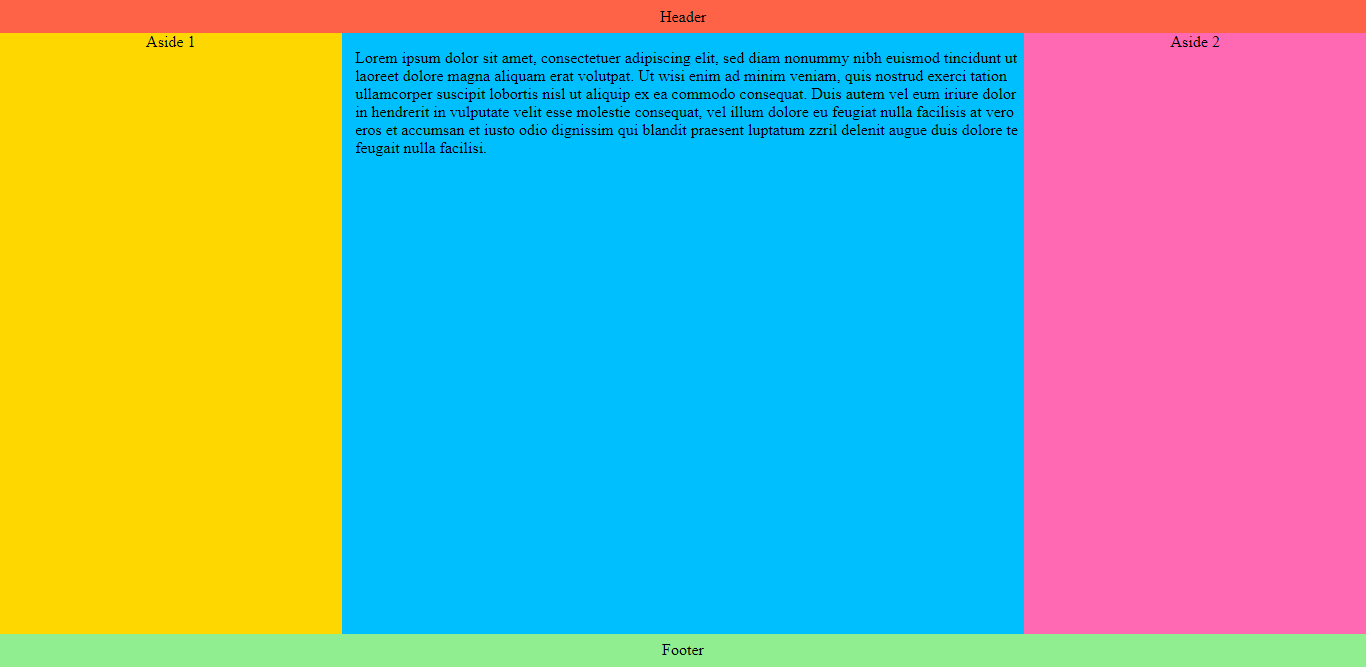 Header
Aside 1
Lorem ipsum dolor sit amet, consectetuer adipiscing elit, sed diam nonummy nibh euismod tincidunt ut
laoreet dolore magna aliquam erat volutpat. Ut wisi enim ad minim veniam, quis nostrud exerci tation
ullamcorper suscipit lobortis nisl ut aliquip ex ea commodo consequat. Duis autem vel eum iriure dolor
in hendrerit in vulputate velit esse molestie consequat, vel illum dolore eu feugiat nulla facilisis at vero
eros et accumsan et iusto odio dignissim qui blandit praesent luptatum zzril delenit augue duis dolore te
feugait nulla facilisi.
Aside 2
Footer